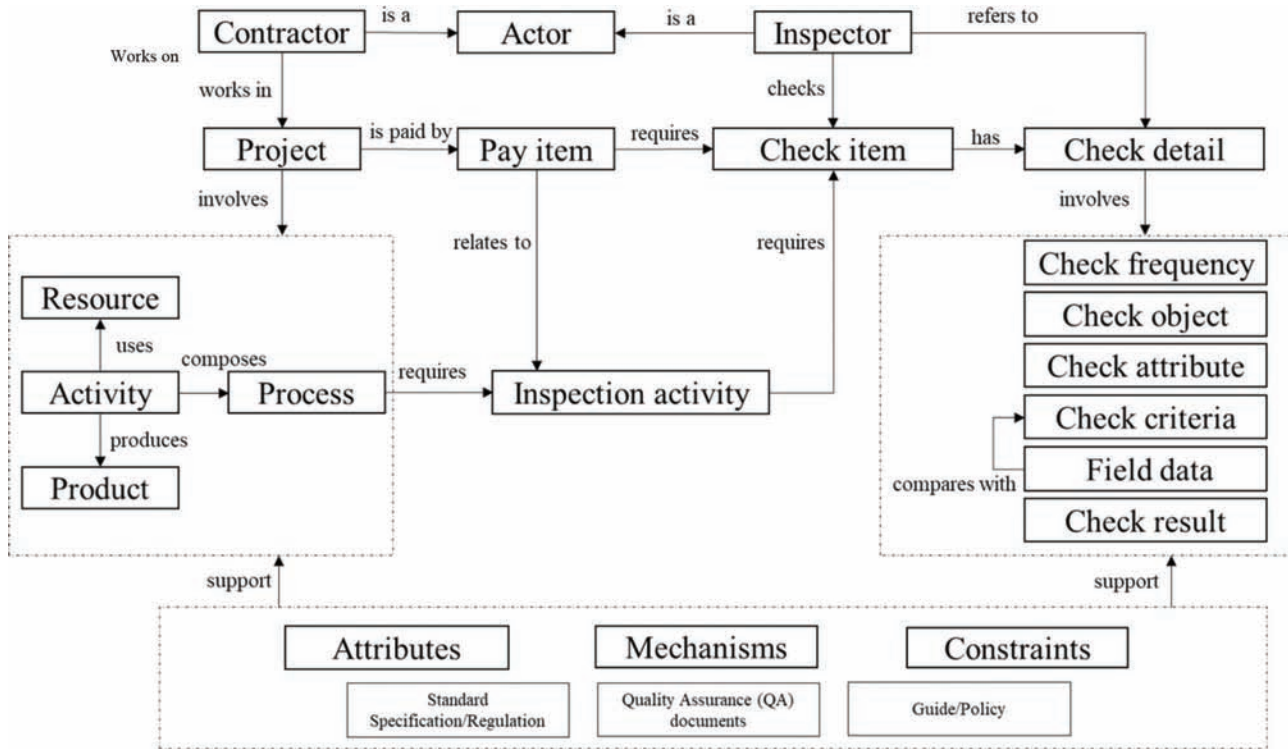 is a
is a
refers to
Contractor
Actor
Inspector
Works on
works in
checks
is paid by
requires
has
Project
Pay item
Check item
Check detail
involves
relates to
requires
involves
Resource
uses
composes
Activity
Process
requires
Inspection activity
produces
Product
Check frequency
Check object
Check attribute
Check criteria
Field data
compares with
Check result
support
support
Attributes
Mechanisms
Constraints
Standard
Specification/Regulation
Quality Assurance (QA)
documents
Guide/Policy